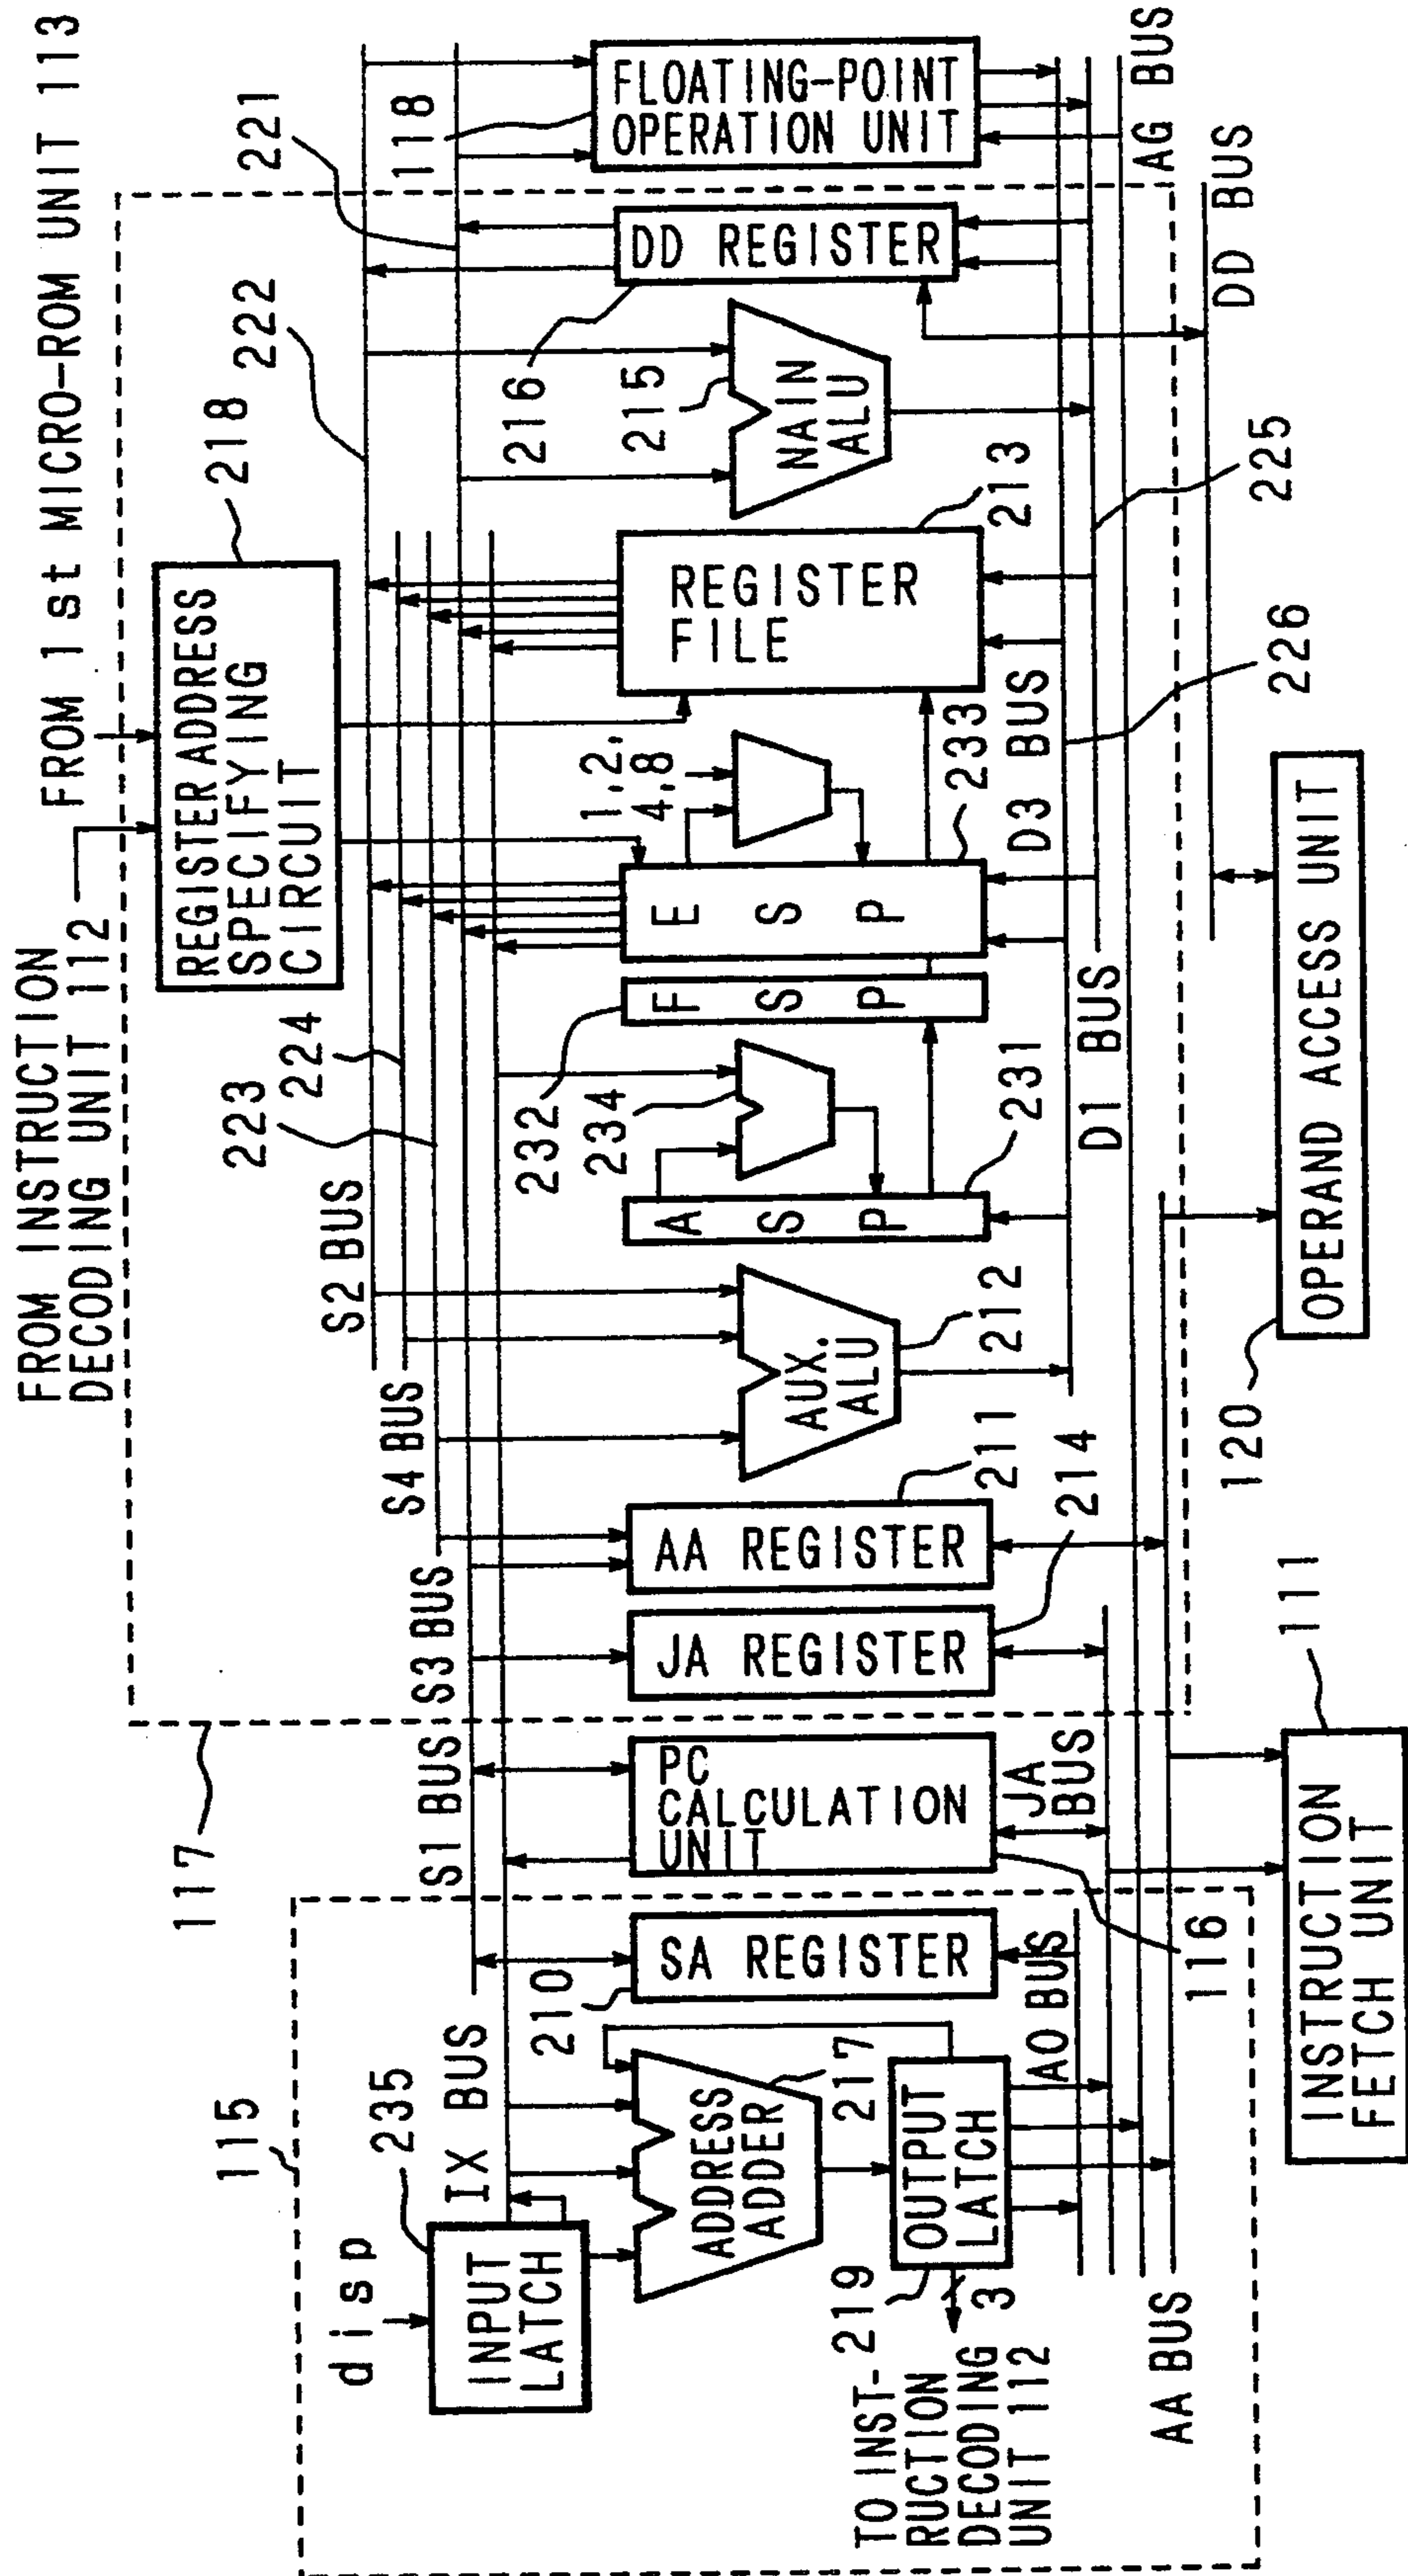 FROM INSTRUCTION
DECODING UNIT 112
FROM 1st MICRO-ROM UNIT 113
REGISTER ADDRESS
SPECIFYING
CIRCUIT
218
117
115
235
disp
INPUT
LATCH
IX BUS
S1 BUS
S3 BUS
S4 BUS
S2 BUS
223
224
222
221
118
210
SA REGISTER
PC
CALCULATION
UNIT
JA REGISTER
AA REGISTER
AUX.
ALU
ASP
234
232
FSP
ESP
1,2,
4,8
REGISTER
FILE
NAIN
ALU
215
216
DD REGISTER
FLOATING-POINT
OPERATION UNIT
ADDRESS
ADDER
217
OUTPUT
LATCH
219
3
TO INST-
RUCTION
DECODING
UNIT 112
AO BUS
JA
BUS
116
214
211
212
231
D1 BUS
D3 BUS
233
213
226
225
AG BUS
DD BUS
AA BUS
INSTRUCTION
FETCH UNIT
111
OPERAND ACCESS UNIT
120